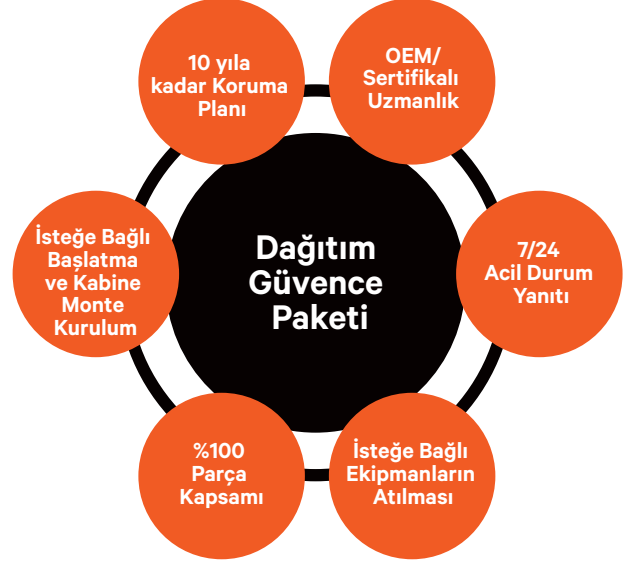 10 yıla
kadar Koruma
Planı
OEM/
Sertifikalı
Uzmanlık
İsteğe Bağlı
Başlatma
ve Kabine
Monte
Kurulum
Dağıtım
Güvence
Paketi
7/24
Acil Durum
Yanıtı
%100
Parça
Kapsamı
İsteğe Bağlı
Ekipmanların
Atılması